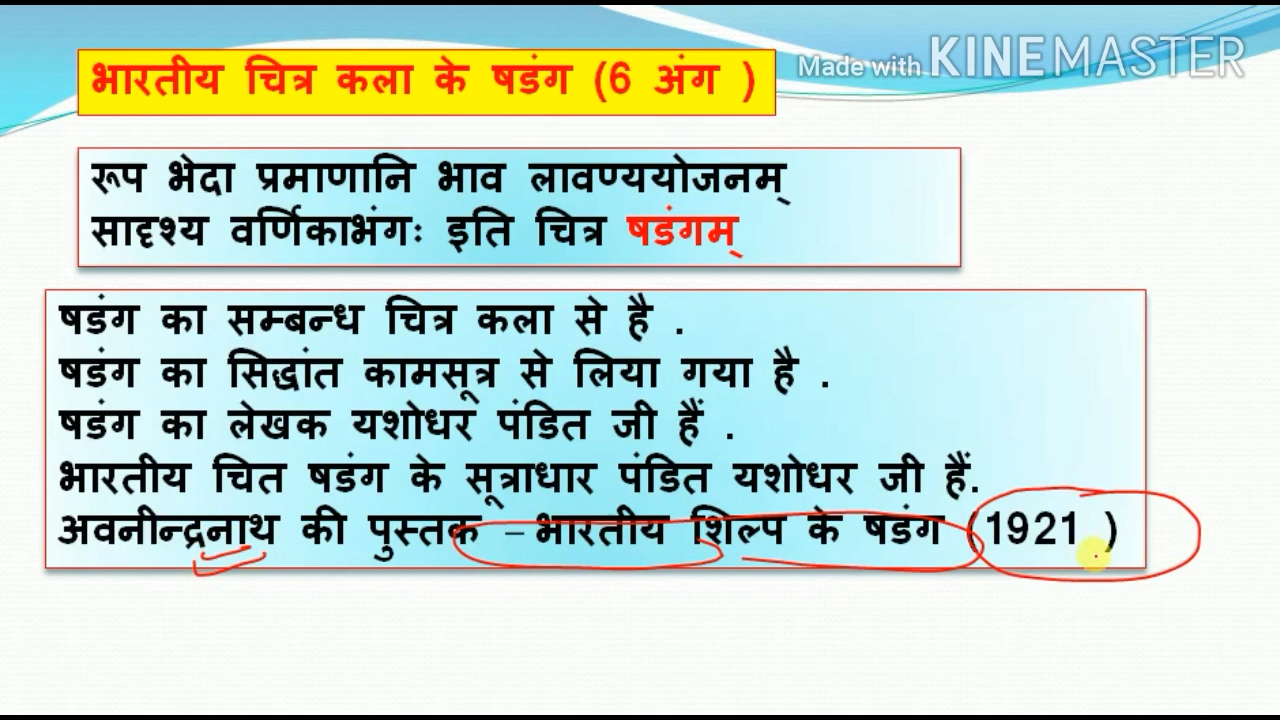 भारतीय चित्र कला के षडंग (6 अंग )
Made with KINEMASTER
रूप भेदा प्रमाणानि भाव लावण्ययोजनम्
सादृश्य वर्णिकाभंगः इति चित्र षडंगम्
षडंग का सम्बन्ध चित्र कला से है .
षडंग का सिद्धांत कामसूत्र से लिया गया है .
षडंग का लेखक यशोधर पंडित जी हैं .
भारतीय चित षडंग के सूत्राधार पंडित यशोधर जी हैं.
अवनीन्द्रनाथ की पुस्तक – भारतीय शिल्प के षडंग (1921 )